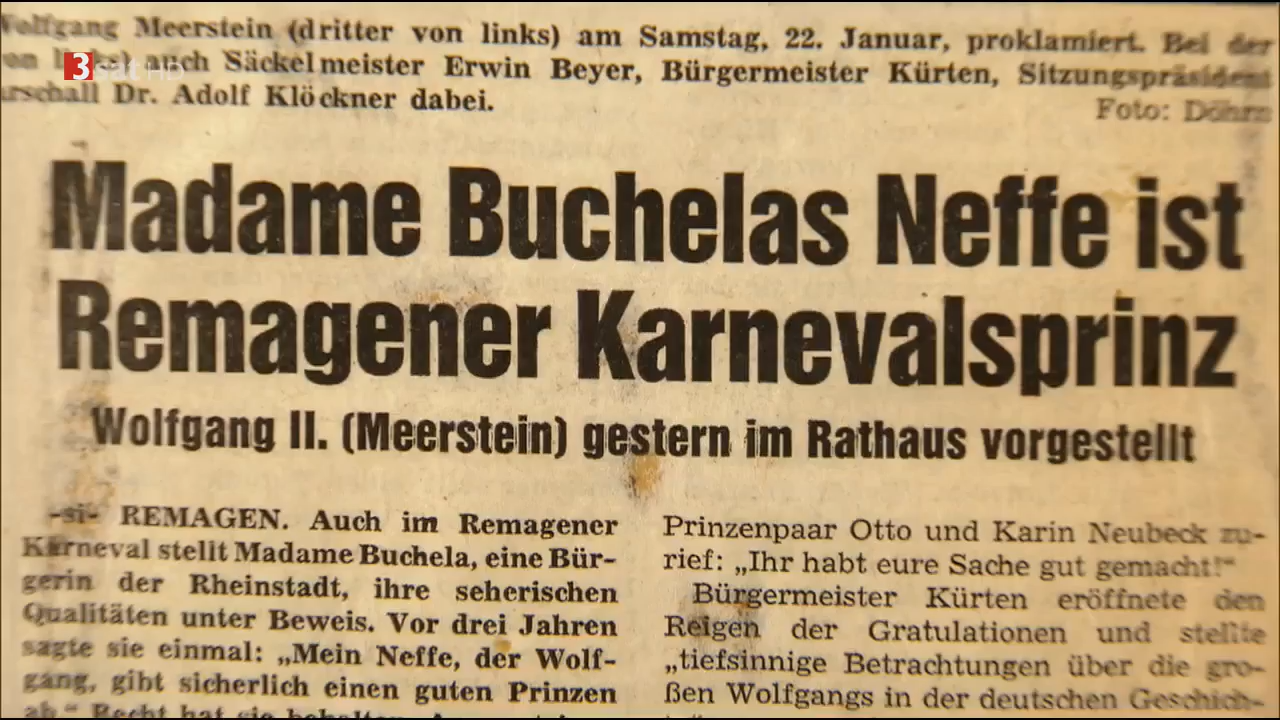 Wolfgang Meerstein (dritter von links) am Samstag, 22. Januar, proklamiert. Bei der
3sat HD
auch Säckelmeister Erwin Beyer, Bürgermeister Kürten, Sitzungspräsident
Dr. Adolf Klöckner dabei.
Foto: Döhrn
Madame Buchelas Neffe ist
Remagener Karnevalsprinz
Wolfgang II. (Meerstein) gestern im Rathaus vorgestellt
-si- REMAGEN. Auch im Remagener
Karneval stellt Madame Buchela, eine Bür-
gerin der Rheinstadt, ihre seherischen
Qualitäten unter Beweis. Vor drei Jahren
sagte sie einmal: „Mein Neffe, der Wolf-
gang, gibt sicherlich einen guten Prinzen
ab." Recht hat sie behalten.
Prinzenpaar Otto und Karin Neubeck zu-
rief: „Ihr habt eure Sache gut gemacht!"
Bürgermeister Kürten eröffnete den
Reigen der Gratulationen und stellte
„tiefsinnige Betrachtungen über die gro-
ßen Wolfgangs in der deutschen Geschich-